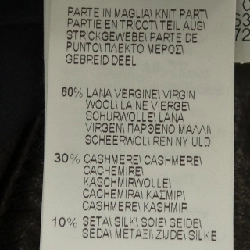 PARTE IN MAGLIA\ KNIT PART\
PARTIE EN TRICOT\ TEIL AUS\
STRICKGEWEBE\ PARTE DE
PUNTO\ ΠΛΕΚΤΟ ΜΕΡΟΣ\
GEBREID DEEL
60% LANA VERGINE\ VIRGIN
WOOL\ LAINE VIERGE\
SCHURWOLLE\ LANA
VIRGEN\ ΠΑΡΘΕΝΟ ΜΑΛΛΙ\
SCHEERWOL\
30% CASHMERE\ CASHMERE\
CACHEMIRE\
KASCHMIRWOLLE\
CACHEMIRA\ ΚΑΣΜΙΡ\
CASHMERE\ KASHMIR
10% SETA\ SILK\ SOIE\ SEIDE\
SEDA\ ΜΕΤΑΞΙ\ ZIJDE\ SILKE